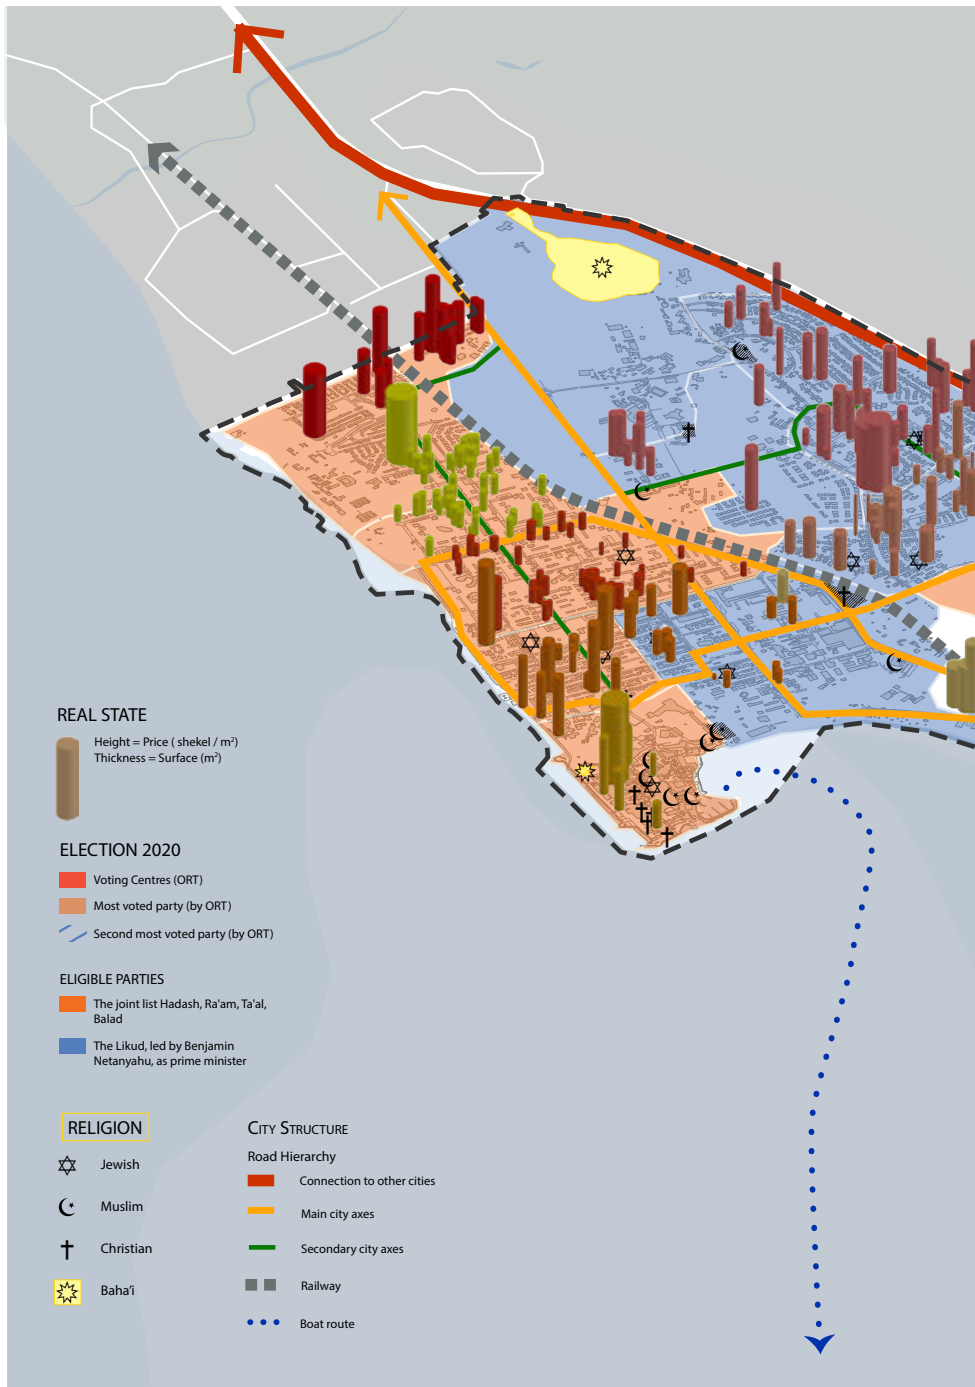 REAL STATE
Height = Price ( shekel / m²)
Thickness = Surface (m²)
ELECTION 2020
Voting Centres (ORT)
Most voted party (by ORT)
Second most voted party (by ORT)
ELIGIBLE PARTIES
The joint list Hadash, Ra'am, Ta'al,
Balad
The Likud, led by Benjamin
Netanyahu, as prime minister
RELIGION
Jewish
Muslim
Christian
Baha'i
CITY STRUCTURE
Road Hierarchy
Connection to other cities
Main city axes
Secondary city axes
Railway
Boat route